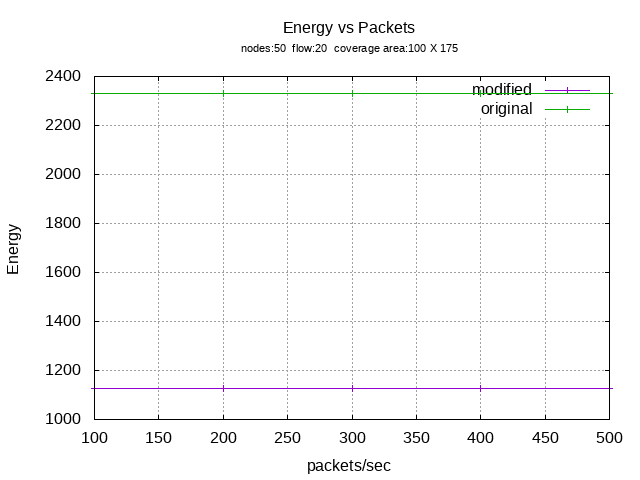 Energy vs Packets
nodes:50  flow:20  coverage area:100 X 175
2400
2200
2000
1800
1600
1400
1200
1000
Energy
modified
original
100 150 200 250 300 350 400 450 500
packets/sec